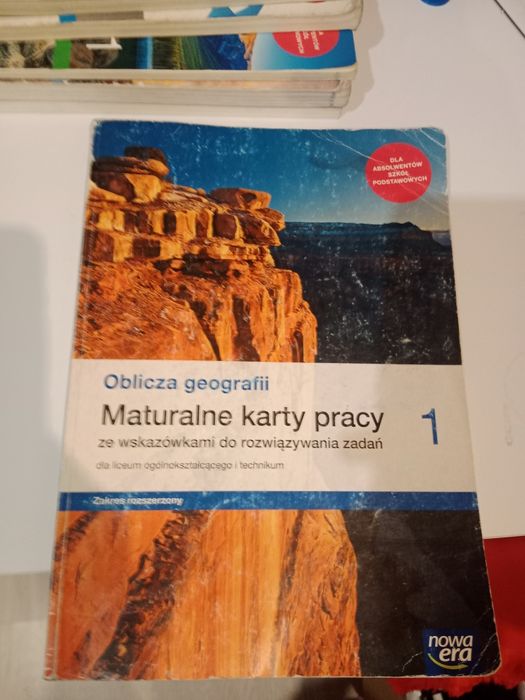 DLA
ABSOLWENTÓW
SZKÓŁ
PODSTAWOWYCH
Oblicza geografii
Maturalne karty pracy 1
ze wskazówkami do rozwiązywania zadań
dla liceum ogólnokształcącego i technikum
Zakres rozszerzony
nowa
era